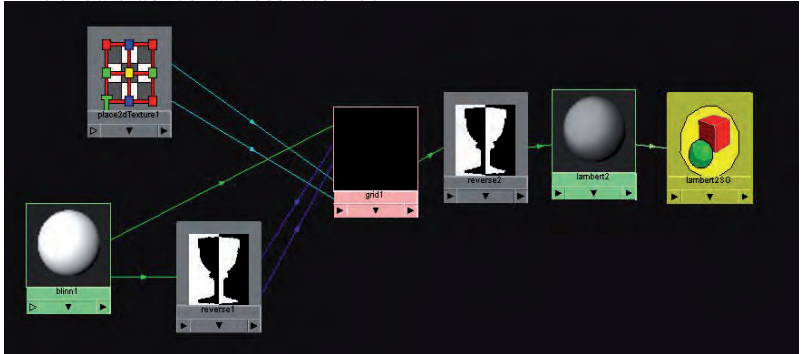 place2dTexture1
grid1
reverse2
lambert2
lambert2SG
blinn1
reverse1